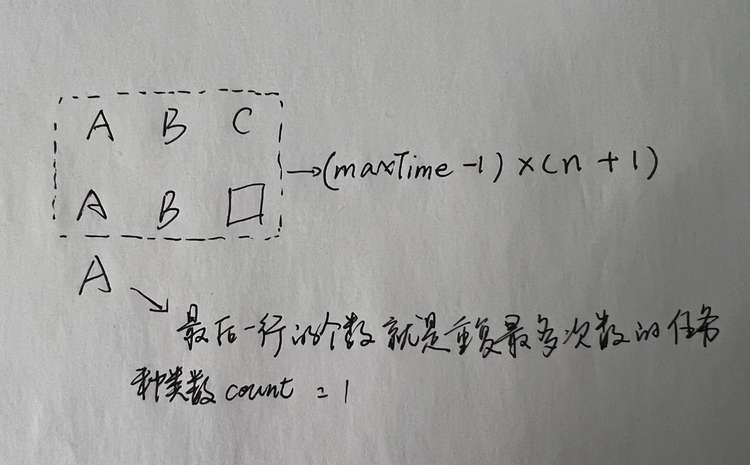 A B C
→(maxTime -1) ×(n +1)
A B □
A
最后一行的个数就是重复最多次数的任务
种类数 count = 1